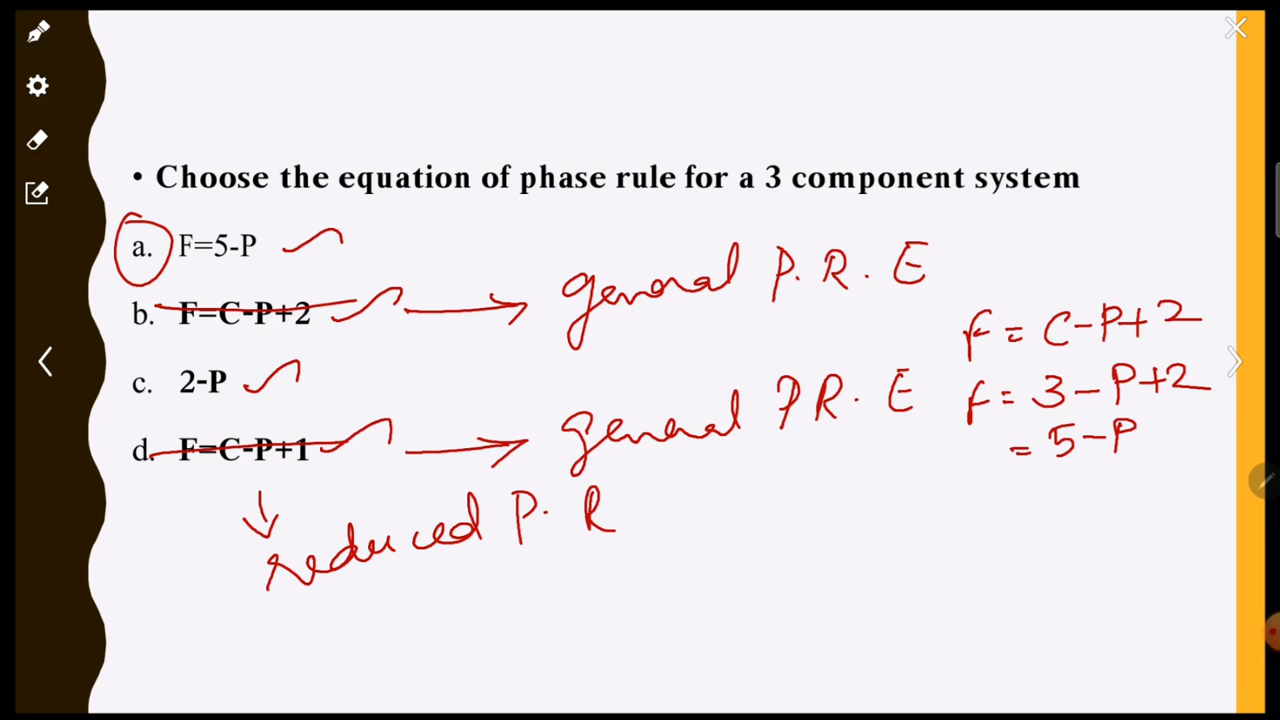 • Choose the equation of phase rule for a 3 component system
a. F=5-P
b. F=C-P+2
general P.R.E
F = C-P+2
c. 2-P
F = 3-P+2
d. F=C-P+1
general P.R.E
= 5-P
reduced P.R